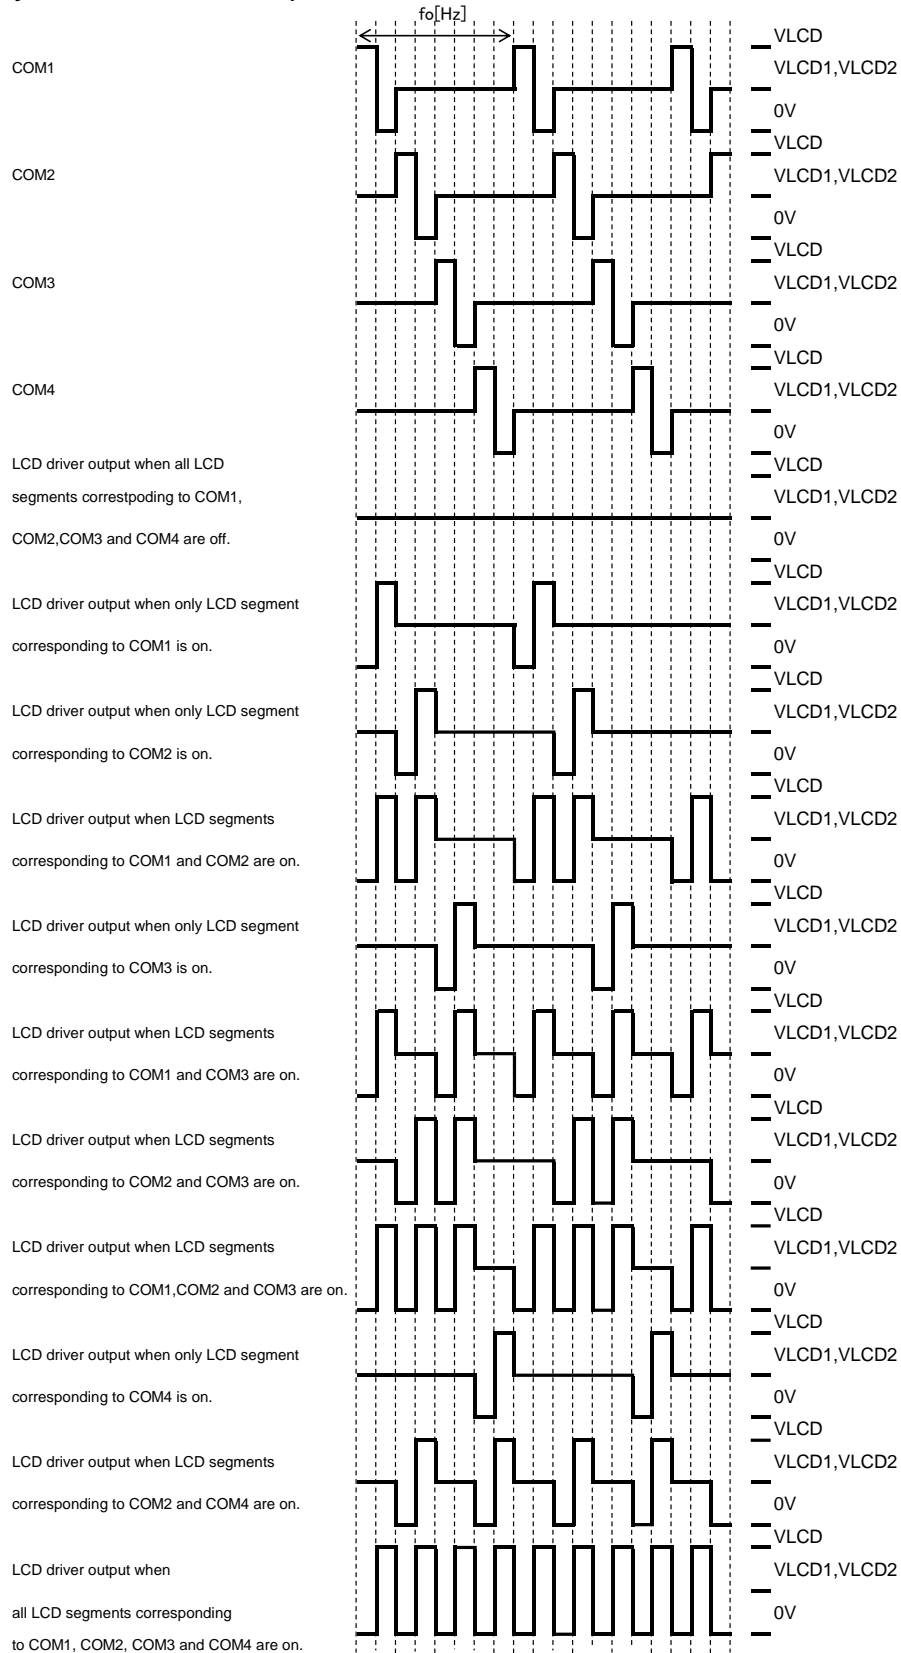 fo[Hz]
VLCD
COM1
VLCD1,VLCD2
0V
VLCD
COM2
VLCD1,VLCD2
0V
VLCD
COM3
VLCD1,VLCD2
0V
VLCD
COM4
VLCD1,VLCD2
0V
LCD driver output when all LCD
VLCD
segments correstpoding to COM1,
VLCD1,VLCD2
COM2,COM3 and COM4 are off.
0V
VLCD
LCD driver output when only LCD segment
VLCD1,VLCD2
corresponding to COM1 is on.
0V
VLCD
LCD driver output when only LCD segment
VLCD1,VLCD2
corresponding to COM2 is on.
0V
VLCD
LCD driver output when LCD segments
VLCD1,VLCD2
corresponding to COM1 and COM2 are on.
0V
VLCD
LCD driver output when only LCD segment
VLCD1,VLCD2
corresponding to COM3 is on.
0V
VLCD
LCD driver output when LCD segments
VLCD1,VLCD2
corresponding to COM1 and COM3 are on.
0V
VLCD
LCD driver output when LCD segments
VLCD1,VLCD2
corresponding to COM2 and COM3 are on.
0V
VLCD
LCD driver output when LCD segments
VLCD1,VLCD2
corresponding to COM1,COM2 and COM3 are on.
0V
VLCD
LCD driver output when only LCD segment
VLCD1,VLCD2
corresponding to COM4 is on.
0V
VLCD
LCD driver output when LCD segments
VLCD1,VLCD2
corresponding to COM2 and COM4 are on.
0V
VLCD
LCD driver output when
VLCD1,VLCD2
all LCD segments corresponding
0V
to COM1, COM2, COM3 and COM4 are on.